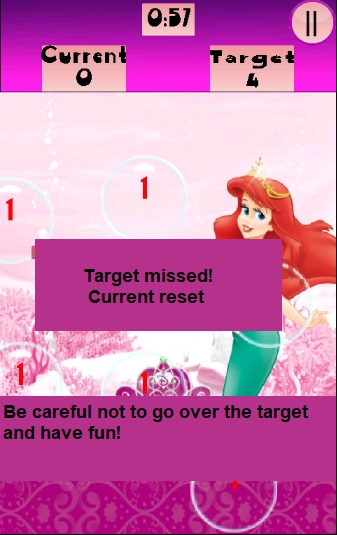 0:57
Current
0
Target
4
1
1
Target missed!
Current reset
1
1
Be careful not to go over the target
and have fun!